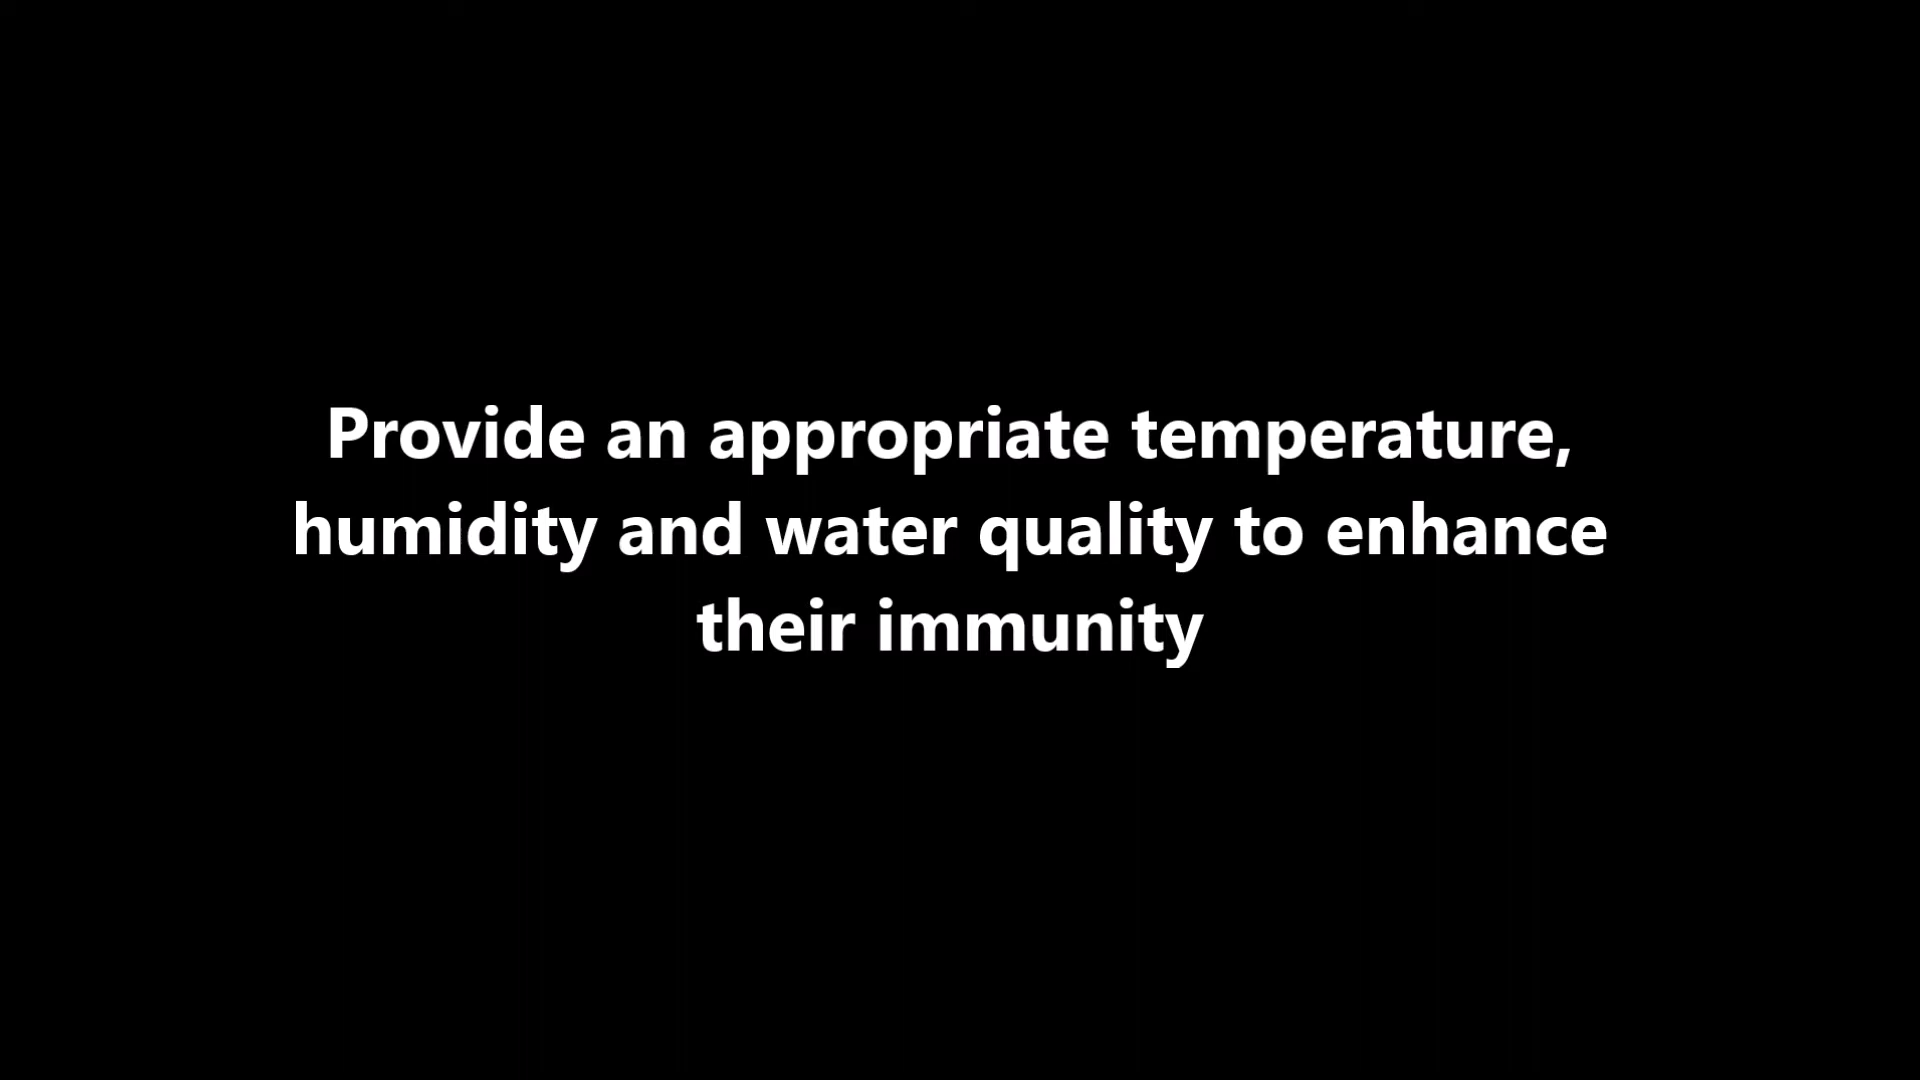 Provide an appropriate temperature,
humidity and water quality to enhance
their immunity